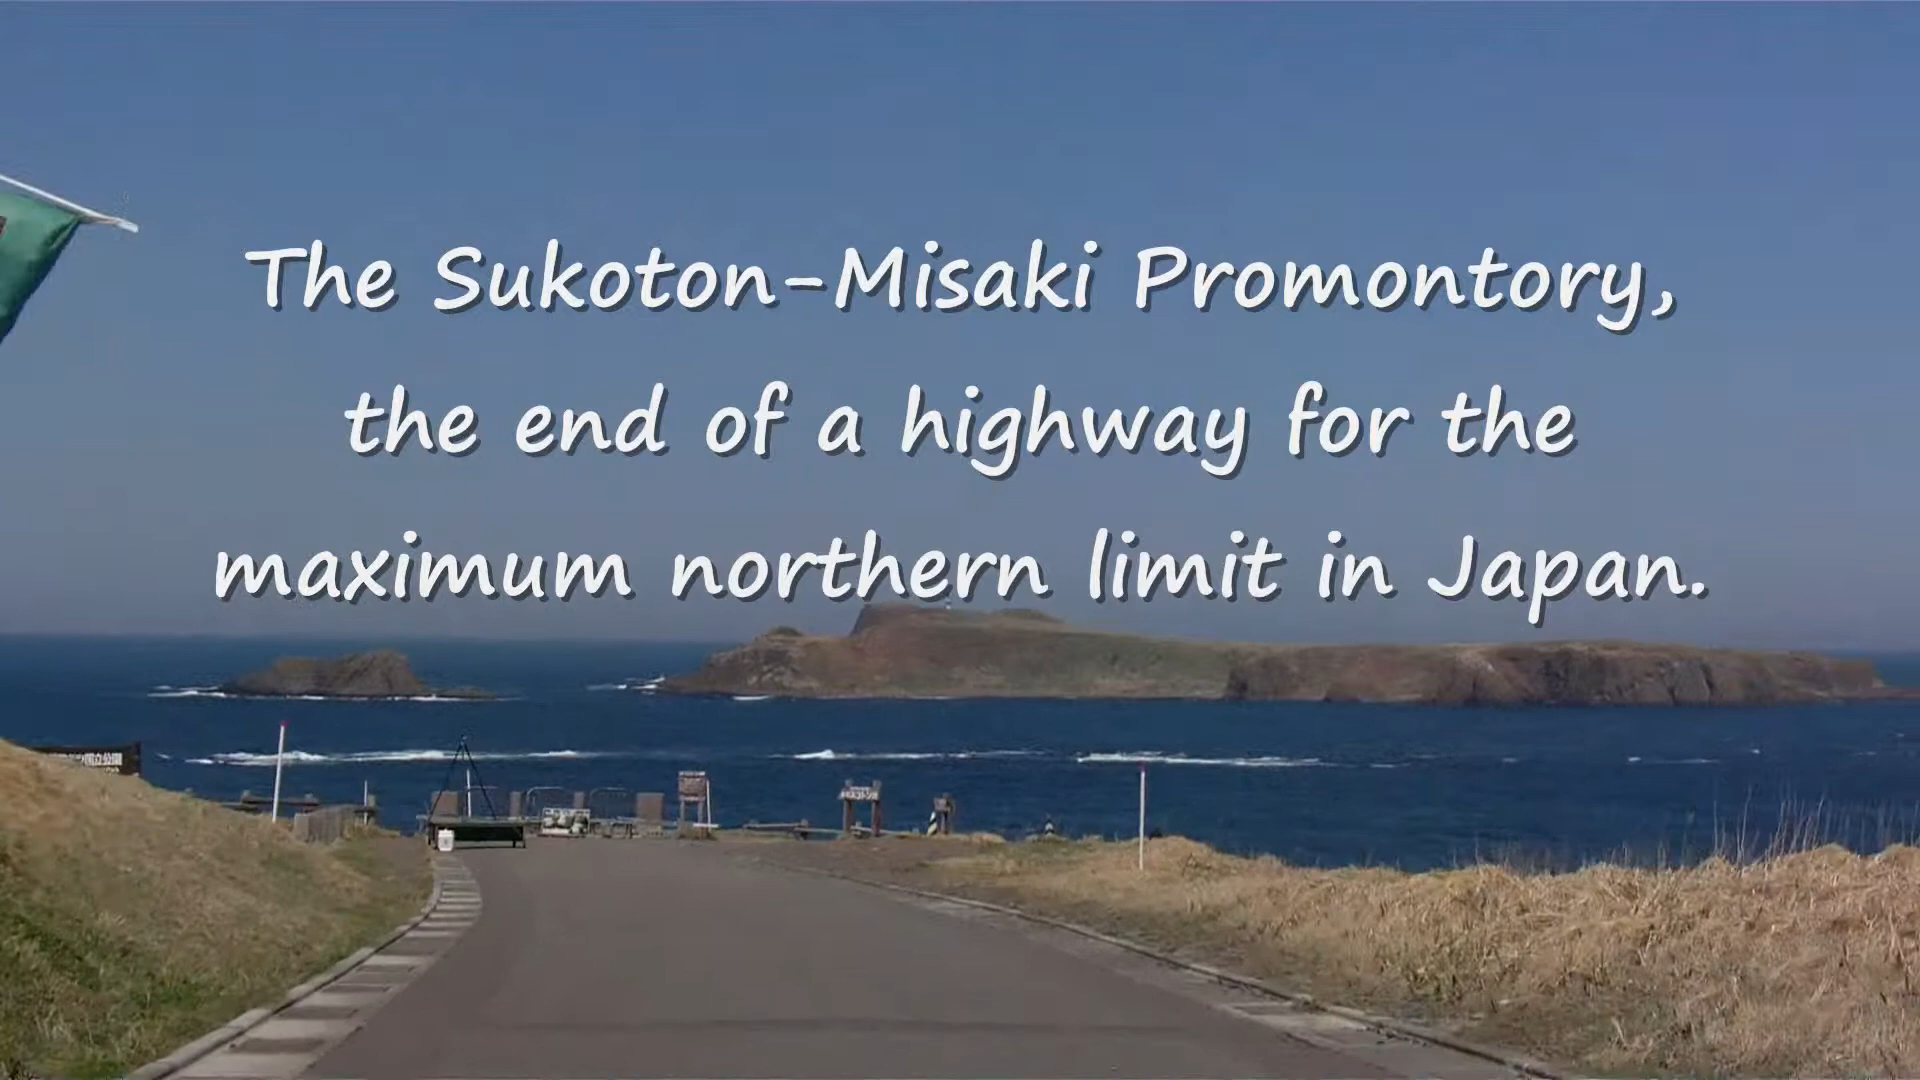 The Sukoton-Misaki Promontory,
the end of a highway for the
maximum northern limit in Japan.